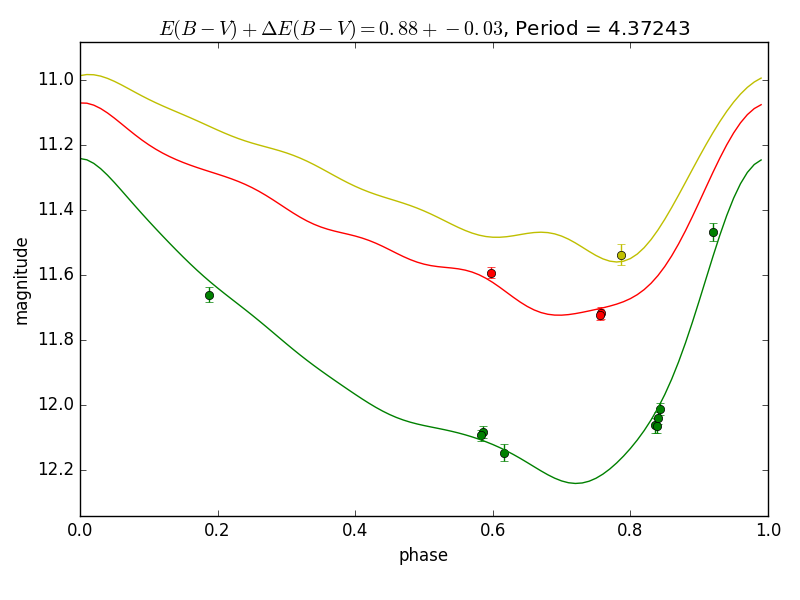 E(B − V) + ΔE(B − V) = 0.88 + −0.03, Period = 4.37243
11.0
11.2
11.4
11.6
11.8
12.0
12.2
magnitude
0.0 0.2 0.4 0.6 0.8 1.0
phase